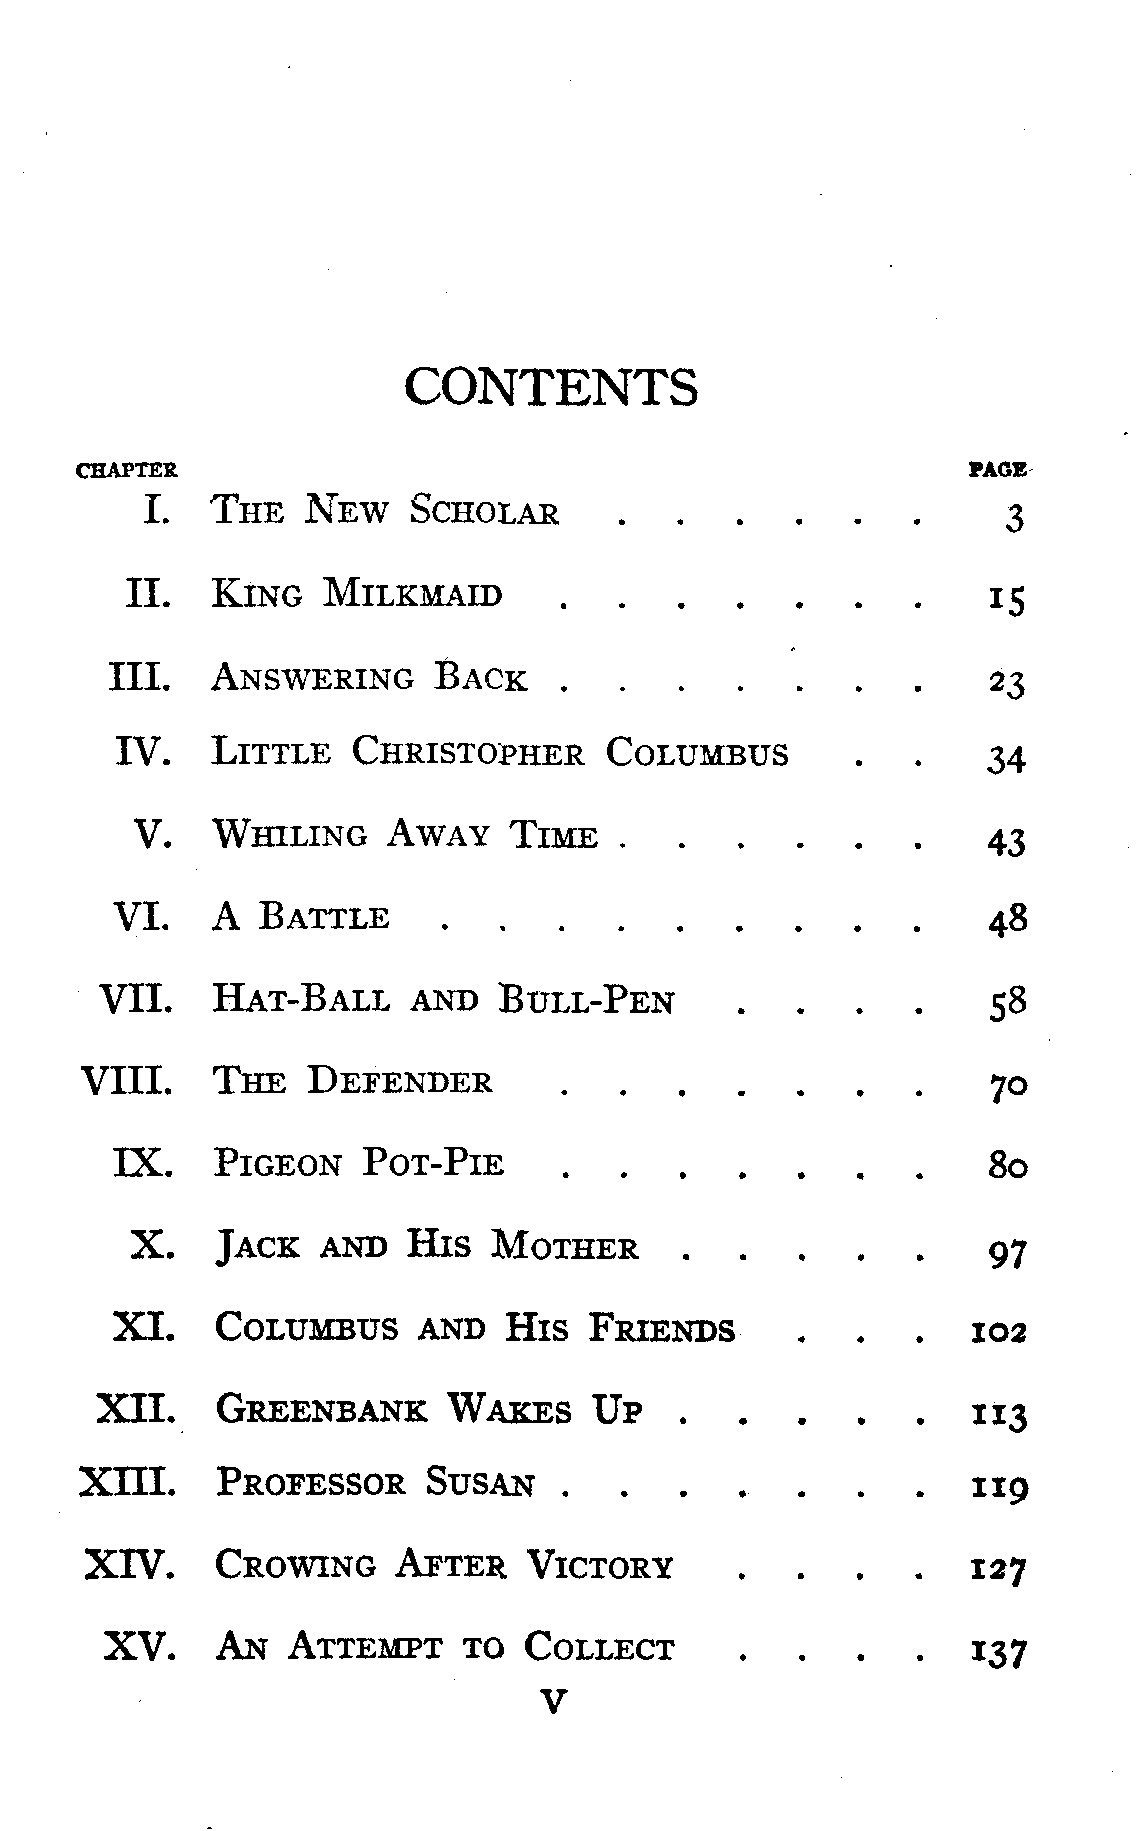 CONTENTS
CHAPTER PAGE
I. The New Scholar . . . . . . 3
II. King Milkmaid . . . . . . . 15
III. Answering Back . . . . . . . 23
IV. Little Christopher Columbus . . 34
V. Whiling Away Time . . . . . . 43
VI. A Battle . . . . . . . . . 48
VII. Hat-Ball and Bull-Pen . . . . 58
VIII. The Defender . . . . . . . 70
IX. Pigeon Pot-Pie . . . . . . . 80
X. Jack and His Mother . . . . . 97
XI. Columbus and His Friends . . . 102
XII. Greenbank Wakes Up . . . . . 113
XIII. Professor Susan . . . . . . . 119
XIV. Crowing After Victory . . . . 127
XV. An Attempt to Collect . . . . 137
V